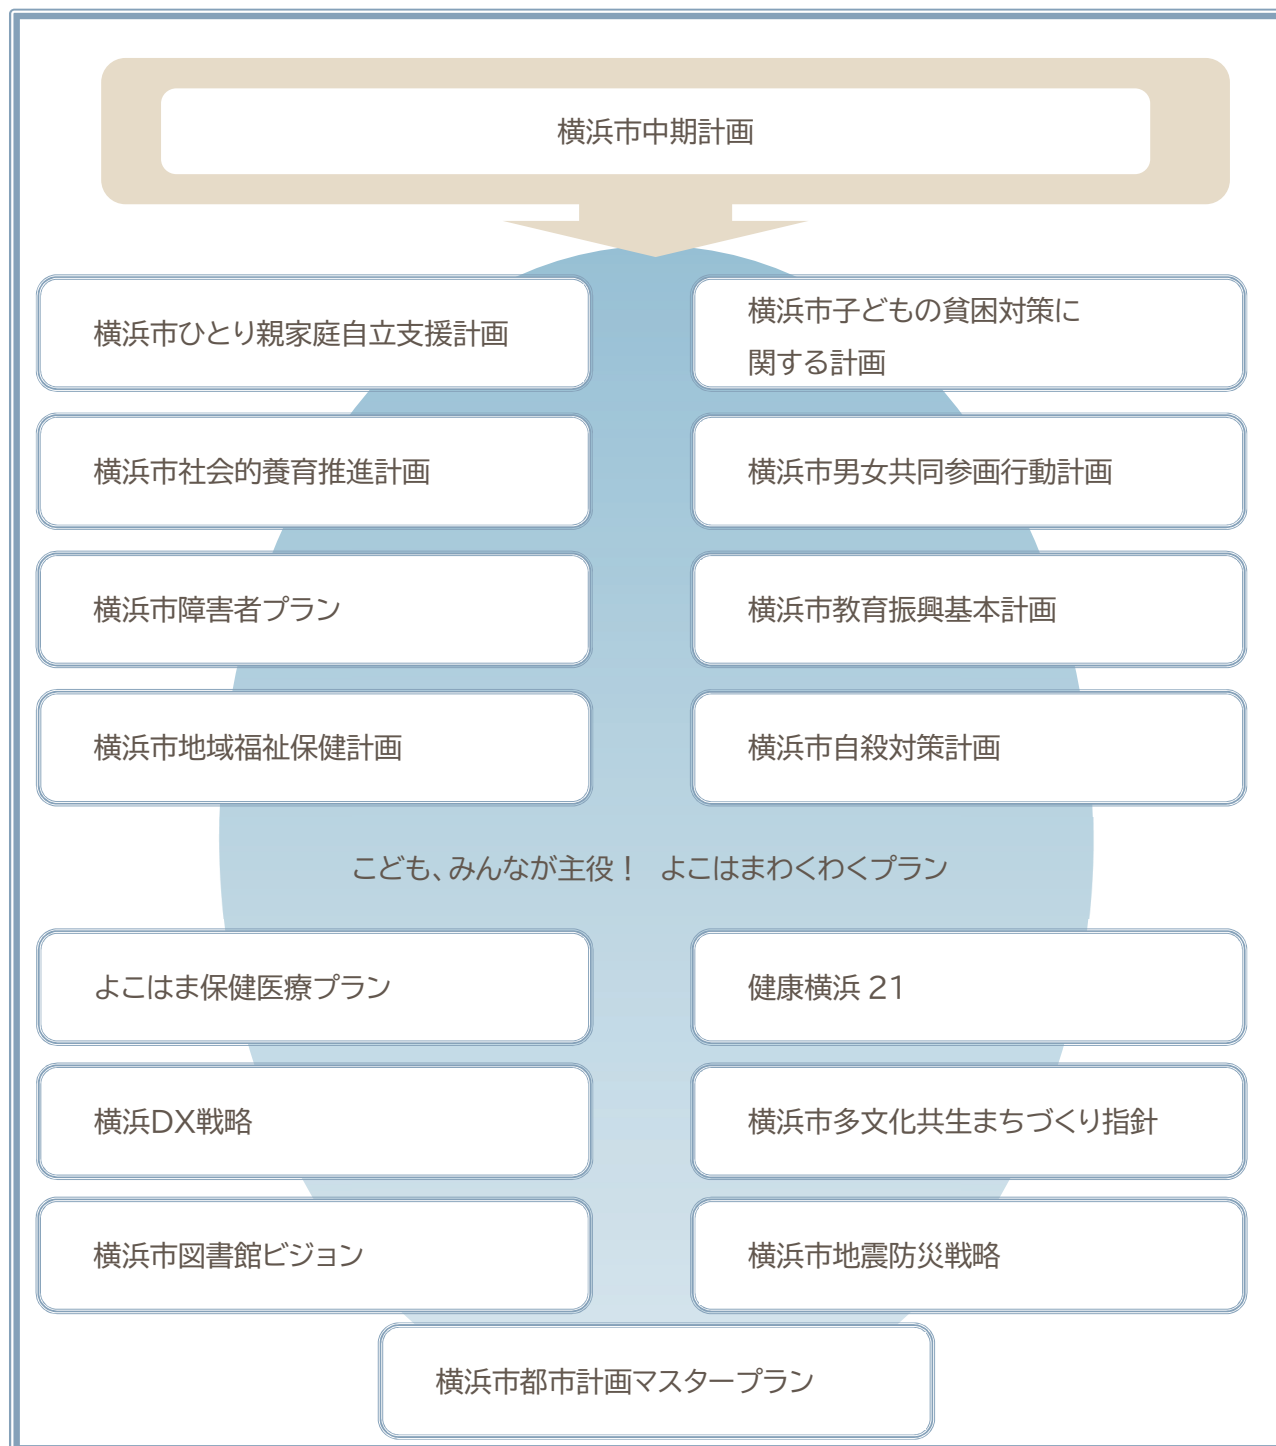 横浜市中期計画
横浜市ひとり親家庭自立支援計画
横浜市子どもの貧困対策に
関する計画
横浜市社会的養育推進計画
横浜市男女共同参画行動計画
横浜市障害者プラン
横浜市教育振興基本計画
横浜市地域福祉保健計画
横浜市自殺対策計画
こども、みんなが主役！　よこはまわくわくプラン
よこはま保健医療プラン
健康横浜 21
横浜DX戦略
横浜市多文化共生まちづくり指針
横浜市図書館ビジョン
横浜市地震防災戦略
横浜市都市計画マスタープラン